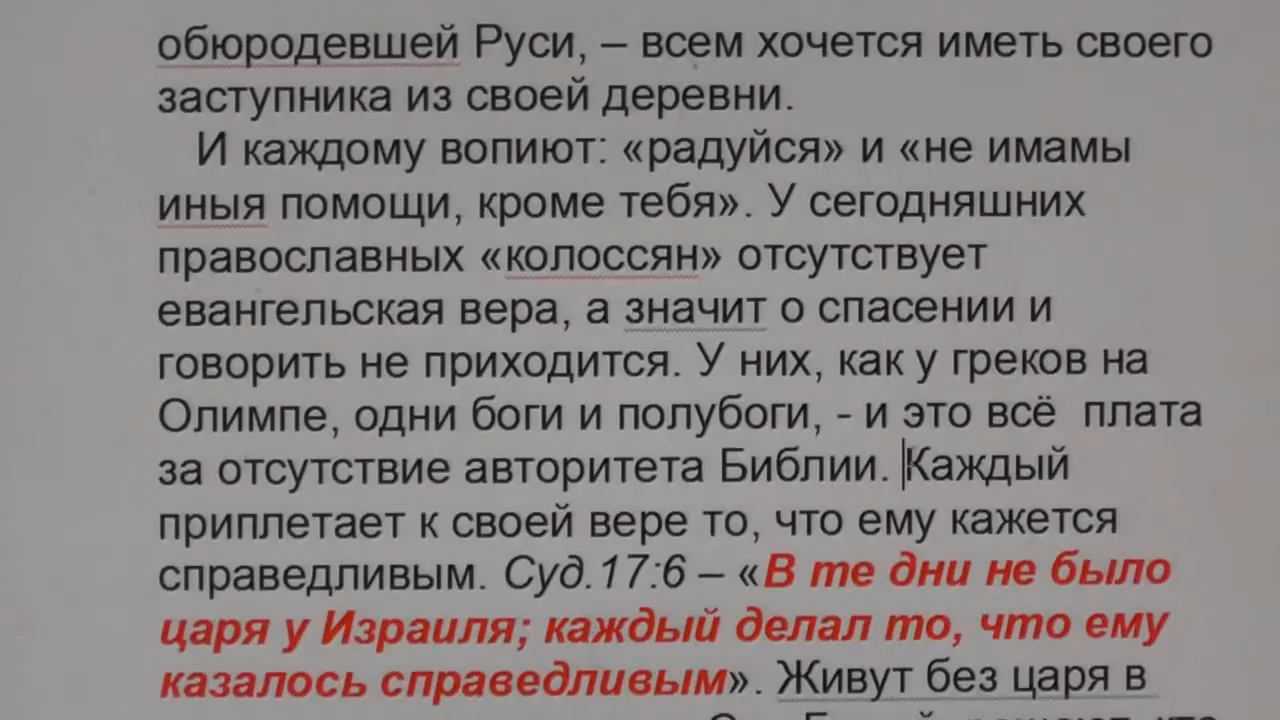 обюродевшей Руси, – всем хочется иметь своего
заступника из своей деревни.
И каждому вопиют: «радуйся» и «не имамы
иныя помощи, кроме тебя». У сегодняшних
православных «колоссян» отсутствует
евангельская вера, а значит о спасении и
говорить не приходится. У них, как у греков на
Олимпе, одни боги и полубоги, - и это всё плата
за отсутствие авторитета Библии. Каждый
приплетает к своей вере то, что ему кажется
справедливым. Суд.17:6 – «В те дни не было
царя у Израиля; каждый делал то, что ему
казалось справедливым». Живут без царя в